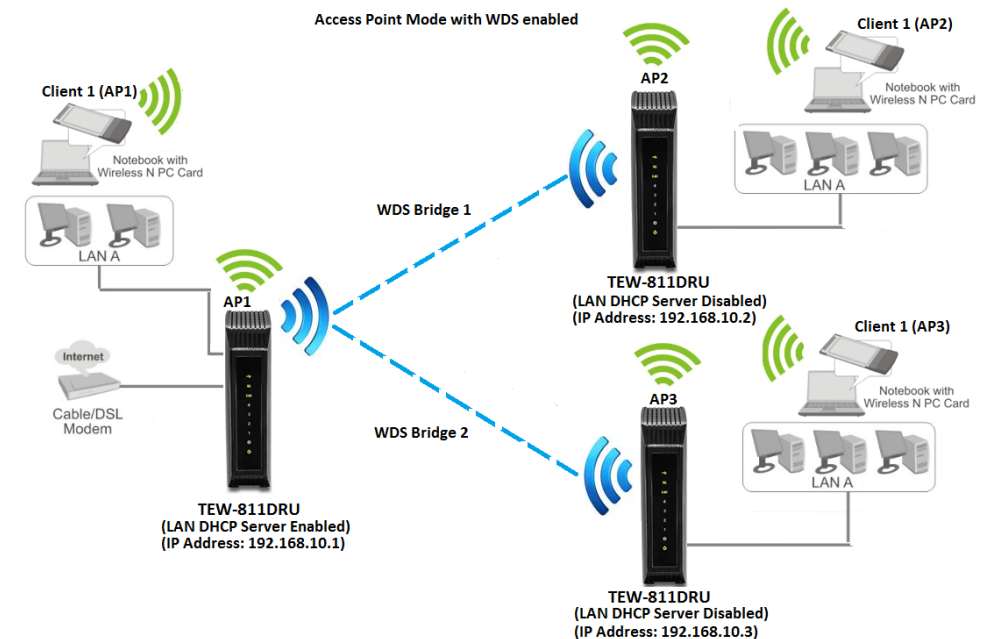 Access Point Mode with WDS enabled
Client 1 (AP1)
Notebook with
Wireless N PC Card
LAN A
Internet
Cable/DSL
Modem
AP1
TEW-811DRU
(LAN DHCP Server Enabled)
(IP Address: 192.168.10.1)
WDS Bridge 1
WDS Bridge 2
AP2
TEW-811DRU
(LAN DHCP Server Disabled)
(IP Address: 192.168.10.2)
Client 1 (AP2)
Notebook with
Wireless N PC Card
LAN A
AP3
TEW-811DRU
(LAN DHCP Server Disabled)
(IP Address: 192.168.10.3)
Client 1 (AP3)
Notebook with
Wireless N PC Card
LAN A